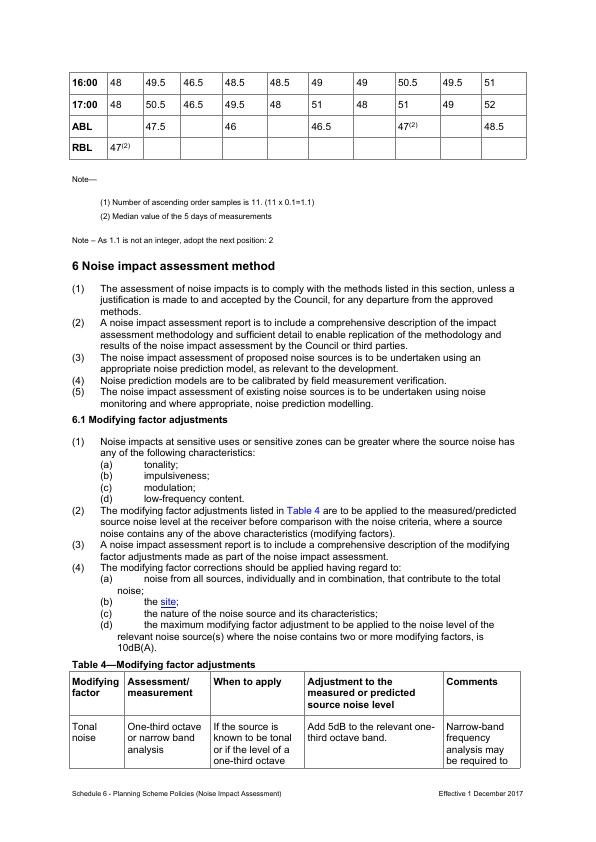 16:00 48 49.5 46.5 48.5 48.5 49 49 50.5 49.5 51
17:00 48 50.5 46.5 49.5 48 51 48 51 49 52
ABL 47.5 46 46.5 47(2) 48.5
RBL 47(2)
Note—
(1) Number of ascending order samples is 11. (11 x 0.1=1.1)
(2) Median value of the 5 days of measurements
Note – As 1.1 is not an integer, adopt the next position: 2
6 Noise impact assessment method
(1) The assessment of noise impacts is to comply with the methods listed in this section, unless a
justification is made to and accepted by the Council, for any departure from the approved
methods.
(2) A noise impact assessment report is to include a comprehensive description of the impact
assessment methodology and sufficient detail to enable replication of the methodology and
results of the noise impact assessment by the Council or third parties.
(3) The noise impact assessment of proposed noise sources is to be undertaken using an
appropriate noise prediction model, as relevant to the development.
(4) Noise prediction models are to be calibrated by field measurement verification.
(5) The noise impact assessment of existing noise sources is to be undertaken using noise
monitoring and where appropriate, noise prediction modelling.
6.1 Modifying factor adjustments
(1) Noise impacts at sensitive uses or sensitive zones can be greater where the source noise has
any of the following characteristics:
(a) tonality;
(b) impulsiveness;
(c) modulation;
(d) low-frequency content.
(2) The modifying factor adjustments listed in Table 4 are to be applied to the measured/predicted
source noise level at the receiver before comparison with the noise criteria, where a source
noise contains any of the above characteristics (modifying factors).
(3) A noise impact assessment report is to include a comprehensive description of the modifying
factor adjustments made as part of the noise impact assessment.
(4) The modifying factor corrections should be applied having regard to:
(a) noise from all sources, individually and in combination, that contribute to the total
noise;
(b) the site;
(c) the nature of the noise source and its characteristics;
(d) the maximum modifying factor adjustment to be applied to the noise level of the
relevant noise source(s) where the noise contains two or more modifying factors, is
10dB(A).
Table 4—Modifying factor adjustments
Modifying Assessment/ When to apply Adjustment to the Comments
factor measurement measured or predicted
source noise level
Tonal One-third octave If the source is Add 5dB to the relevant one- Narrow-band
noise or narrow band known to be tonal third octave band. frequency
analysis or if the level of a analysis may
one-third octave be required to
Schedule 6 - Planning Scheme Policies (Noise Impact Assessment) Effective 1 December 2017